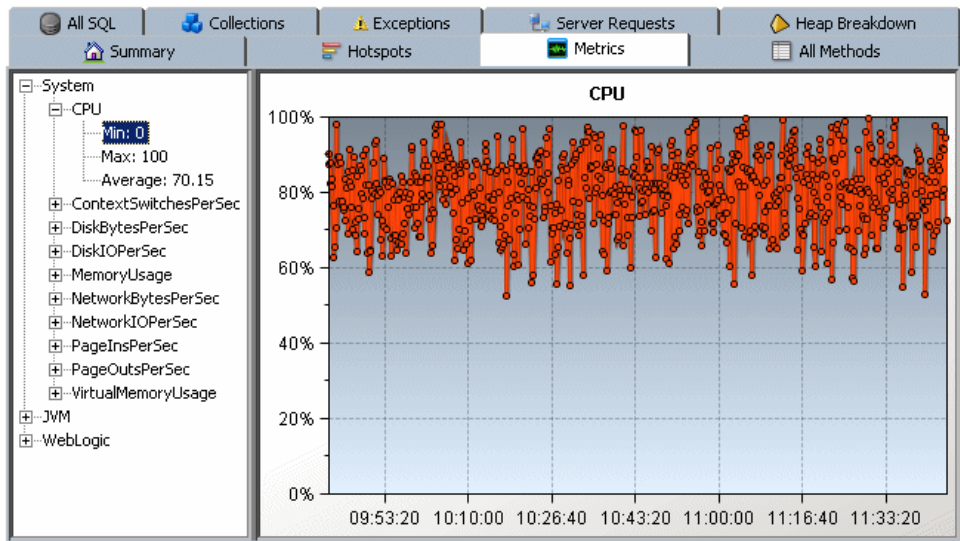 All SQL
Collections
Exceptions
Server Requests
Heap Breakdown
Summary
Hotspots
Metrics
All Methods
System
CPU
Min: 0
Max: 100
Average: 70.15
ContextSwitchesPerSec
DiskBytesPerSec
DiskIOPerSec
MemoryUsage
NetworkBytesPerSec
NetworkIOPerSec
PageInsPerSec
PageOutsPerSec
VirtualMemoryUsage
JVM
WebLogic
CPU
100%
80%
60%
40%
20%
0%
09:53:20 10:10:00 10:26:40 10:43:20 11:00:00 11:16:40 11:33:20